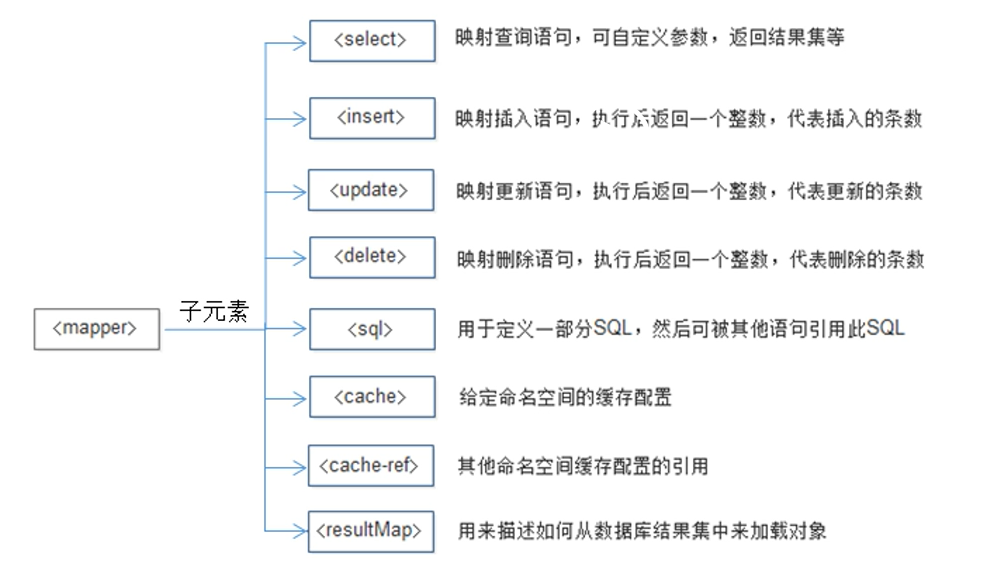 <select> 映射查询语句，可自定义参数，返回结果集等
<insert> 映射插入语句，执行后返回一个整数，代表插入的条数
<update> 映射更新语句，执行后返回一个整数，代表更新的条数
<delete> 映射删除语句，执行后返回一个整数，代表删除的条数
子元素
<mapper>
<sql> 用于定义一部分SQL，然后可被其他语句引用此SQL
<cache> 给定命名空间的缓存配置
<cache-ref> 其他命名空间缓存配置的引用
<resultMap> 用来描述如何从数据库结果集中来加载对象